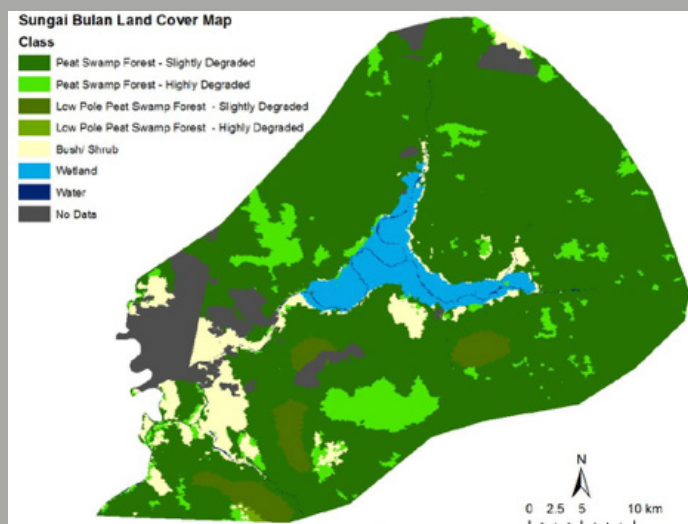 Sungai Bulan Land Cover Map
Class
Peat Swamp Forest - Slightly Degraded
Peat Swamp Forest - Highly Degraded
Low Pole Peat Swamp Forest - Slightly Degraded
Low Pole Peat Swamp Forest - Highly Degraded
Bush/ Shrub
Wetland
Water
No Data
N
0 2.5 5 10 km